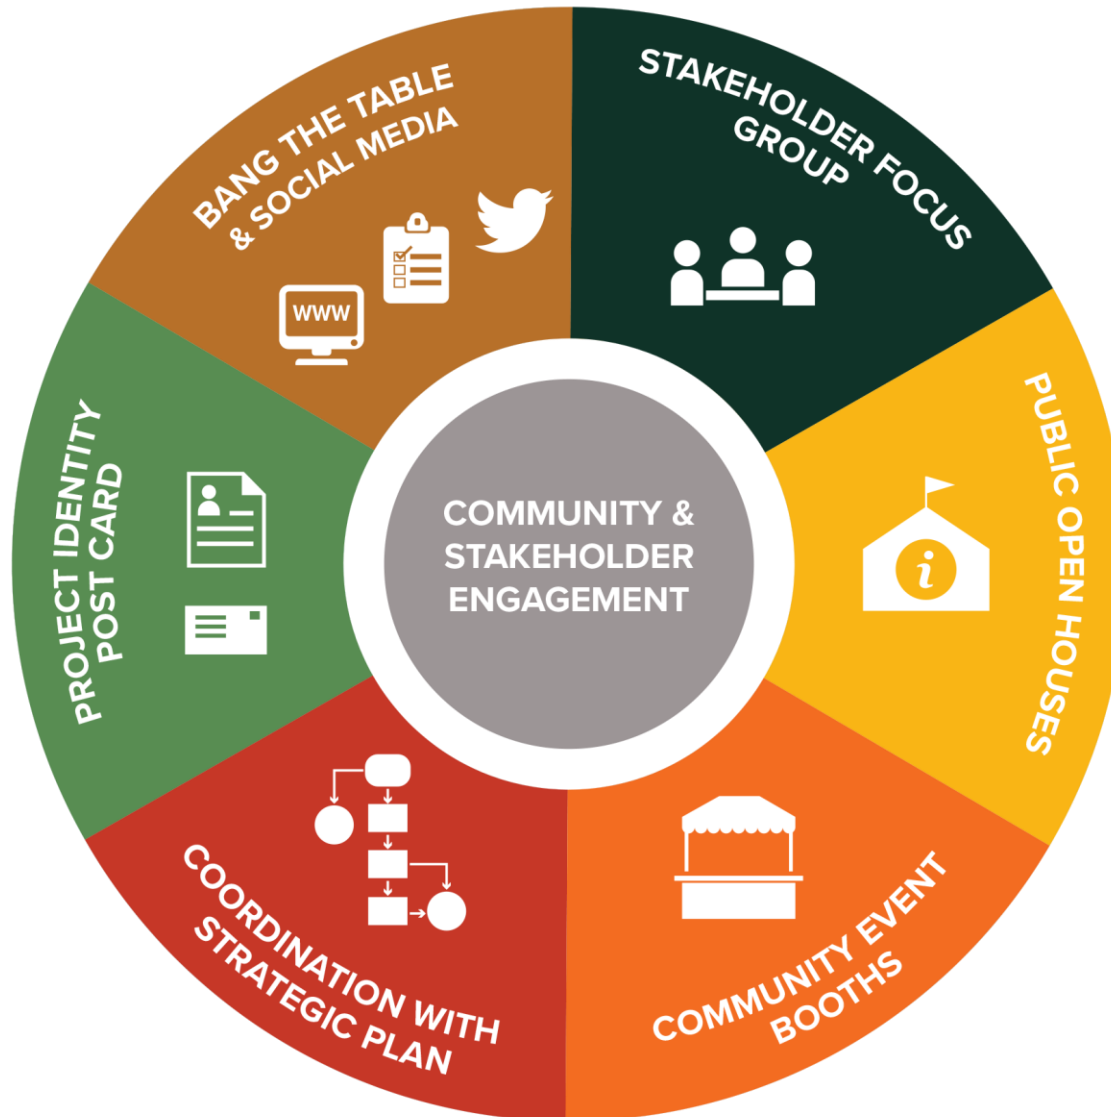 BANG THE TABLE
& SOCIAL MEDIA
WWW
STAKEHOLDER FOCUS
GROUP
PUBLIC OPEN HOUSES
i
COMMUNITY EVENT
BOOTHS
COORDINATION WITH
STRATEGIC PLAN
PROJECT IDENTITY
POST CARD
COMMUNITY &
STAKEHOLDER
ENGAGEMENT